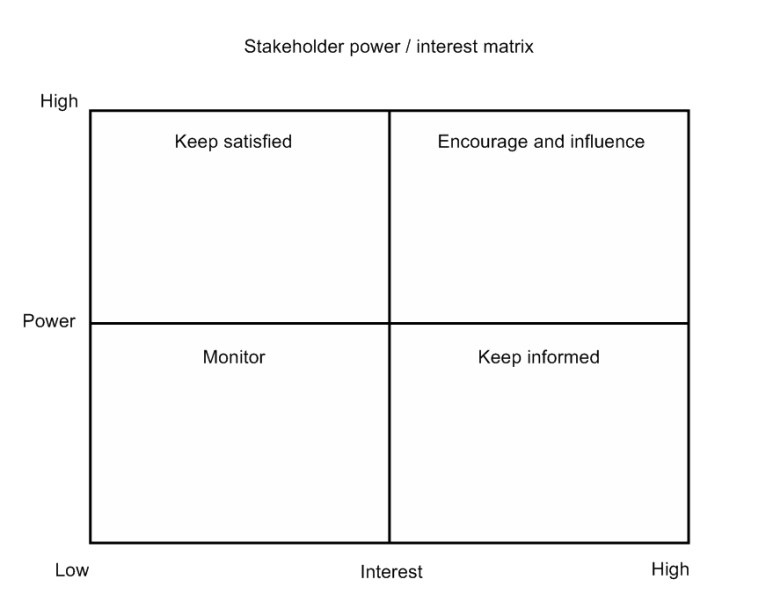 Stakeholder power / interest matrix
High
Keep satisfied
Encourage and influence
Power
Monitor
Keep informed
Low
Interest
High